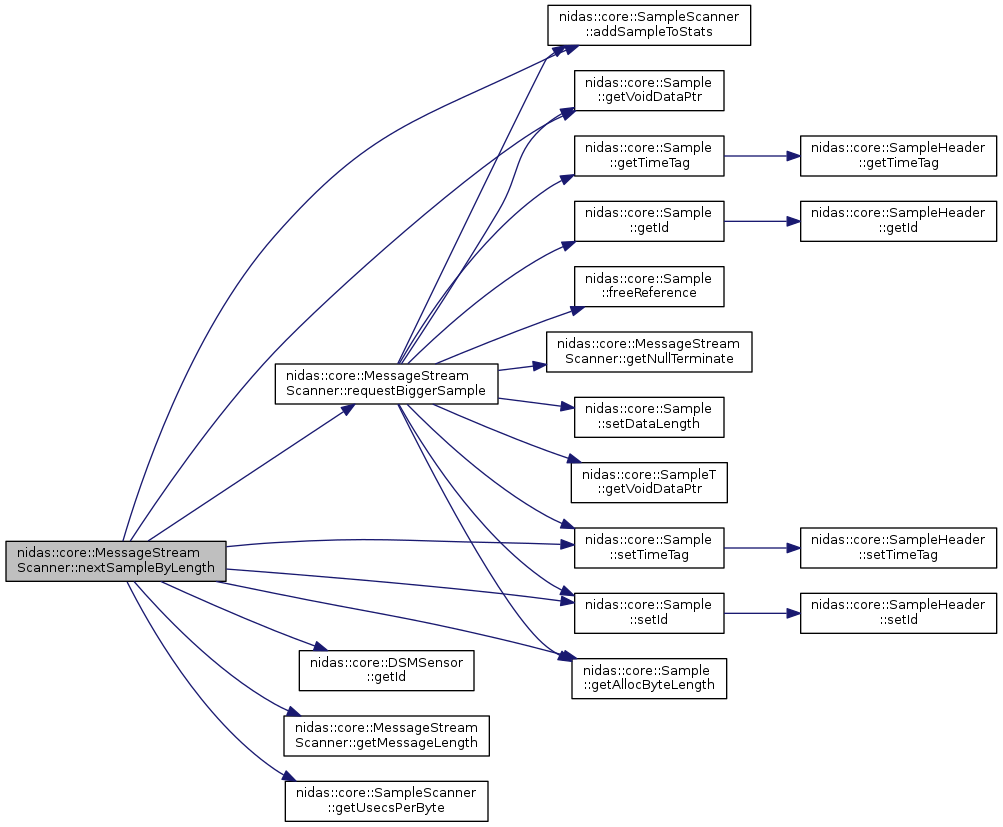 nidas::core::SampleScanner
::addSampleToStats
nidas::core::Sample
::getVoidDataPtr
nidas::core::Sample
::getTimeTag
nidas::core::SampleHeader
::getTimeTag
nidas::core::Sample
::getId
nidas::core::SampleHeader
::getId
nidas::core::Sample
::freeReference
nidas::core::MessageStream
Scanner::getNullTerminate
nidas::core::MessageStream
Scanner::requestBiggerSample
nidas::core::Sample
::setDataLength
nidas::core::SampleT
::getVoidDataPtr
nidas::core::Sample
::setTimeTag
nidas::core::SampleHeader
::setTimeTag
nidas::core::MessageStream
Scanner::nextSampleByLength
nidas::core::Sample
::setId
nidas::core::SampleHeader
::setId
nidas::core::DSMSensor
::getId
nidas::core::Sample
::getAllocByteLength
nidas::core::MessageStream
Scanner::getMessageLength
nidas::core::SampleScanner
::getUsecsPerByte